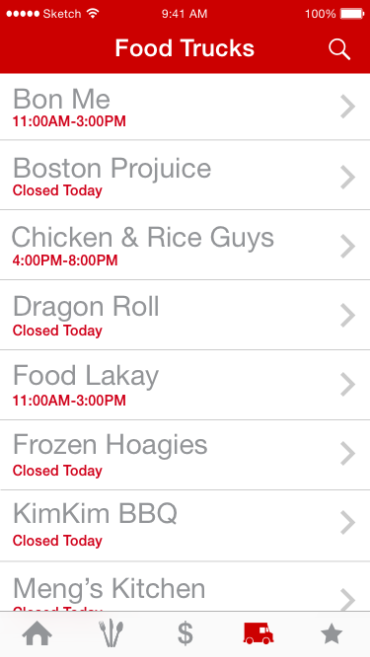 Sketch 9:41 AM 100%
Food Trucks
Bon Me
11:00AM-3:00PM
Boston Projuice
Closed Today
Chicken & Rice Guys
4:00PM-8:00PM
Dragon Roll
Closed Today
Food Lakay
11:00AM-3:00PM
Frozen Hoagies
Closed Today
KimKim BBQ
Closed Today
Meng’s Kitchen
Closed Today
$